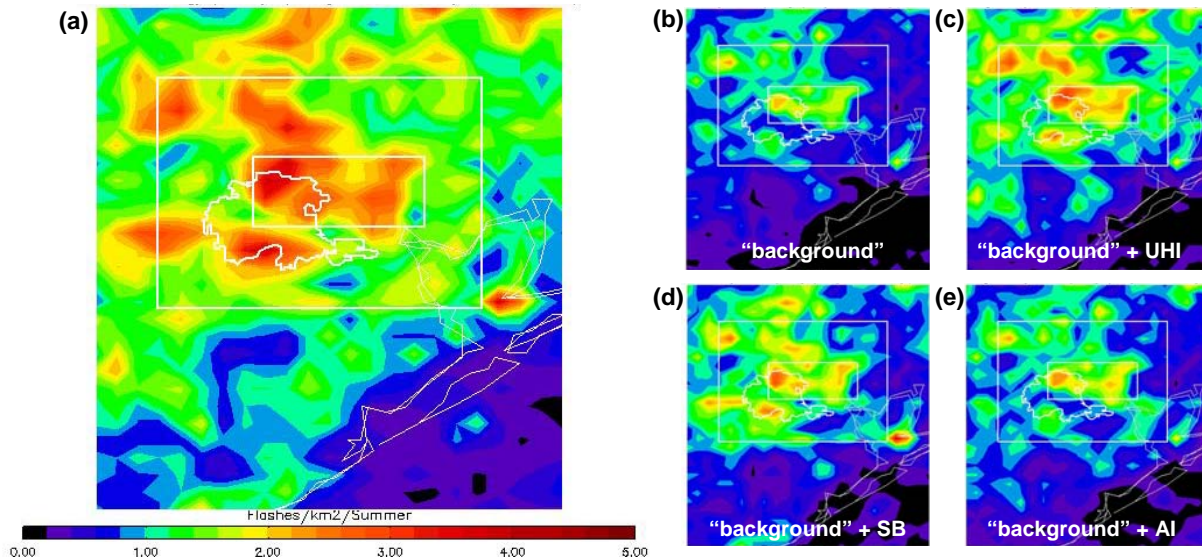 (a)
(b)
(c)
“background”
“background” + UHI
(d)
(e)
“background” + SB
“background” + AI
Flashes/km2/Summer
0.00 1.00 2.00 3.00 4.00 5.00